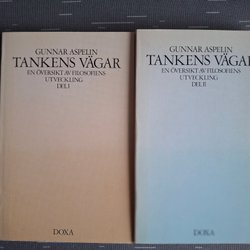 GUNNAR ASPELIN
TANKENS VÄGAR
EN ÖVERSIKT AV FILOSOFIENS
UTVECKLING
DEL I
DOXA
GUNNAR ASPELIN
TANKENS VÄGAR
EN ÖVERSIKT AV FILOSOFIENS
UTVECKLING
DEL II
DOXA